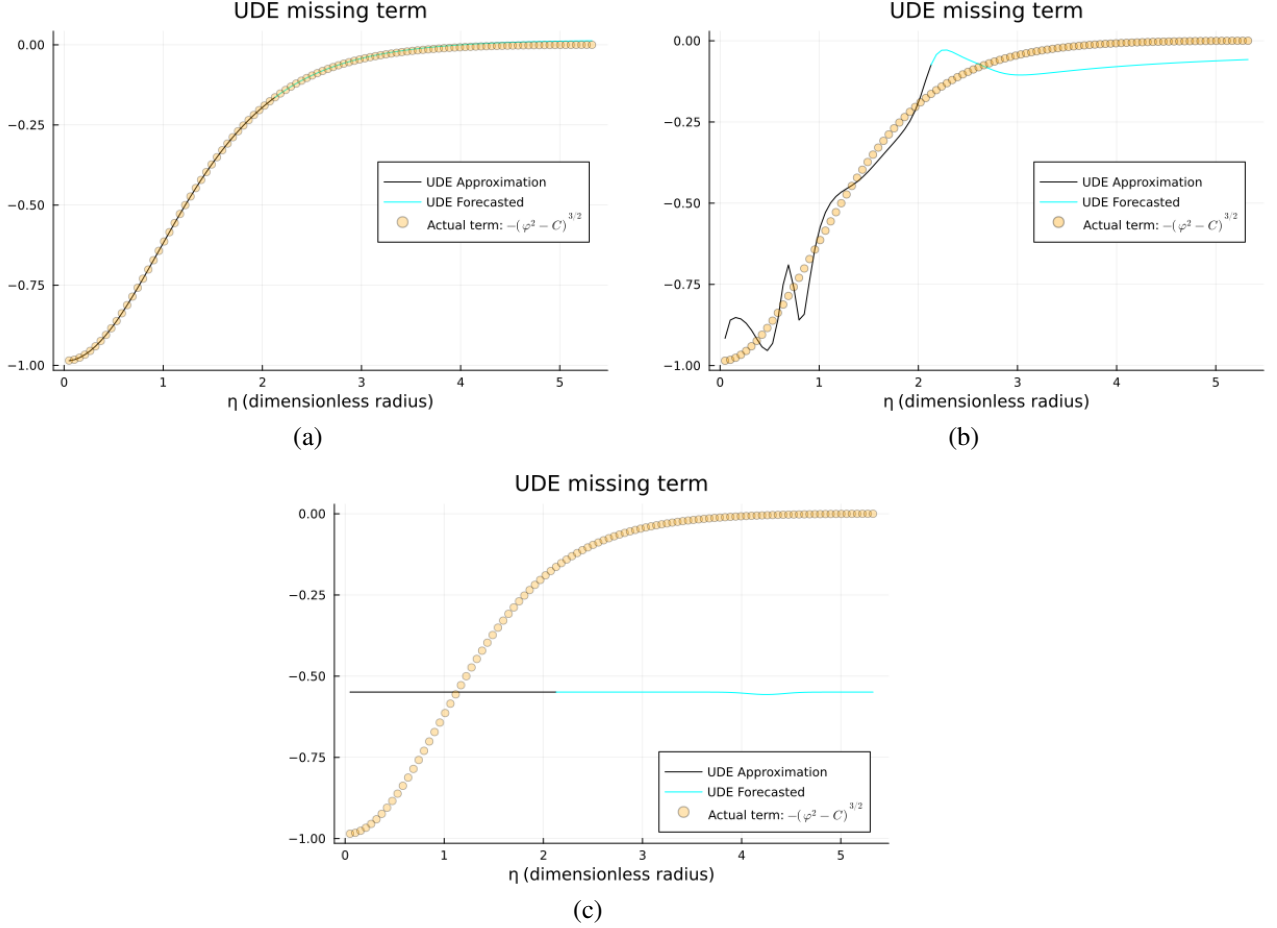 UDE missing term
0.00
−0.25
−0.50
−0.75
−1.00
UDE Approximation
UDE Forecasted
Actual term: −(φ² − C)^{3/2}
0 1 2 3 4 5
η (dimensionless radius)
(a)
UDE missing term
0.00
−0.25
−0.50
−0.75
−1.00
UDE Approximation
UDE Forecasted
Actual term: −(φ² − C)^{3/2}
0 1 2 3 4 5
η (dimensionless radius)
(b)
UDE missing term
0.00
−0.25
−0.50
−0.75
−1.00
UDE Approximation
UDE Forecasted
Actual term: −(φ² − C)^{3/2}
0 1 2 3 4 5
η (dimensionless radius)
(c)